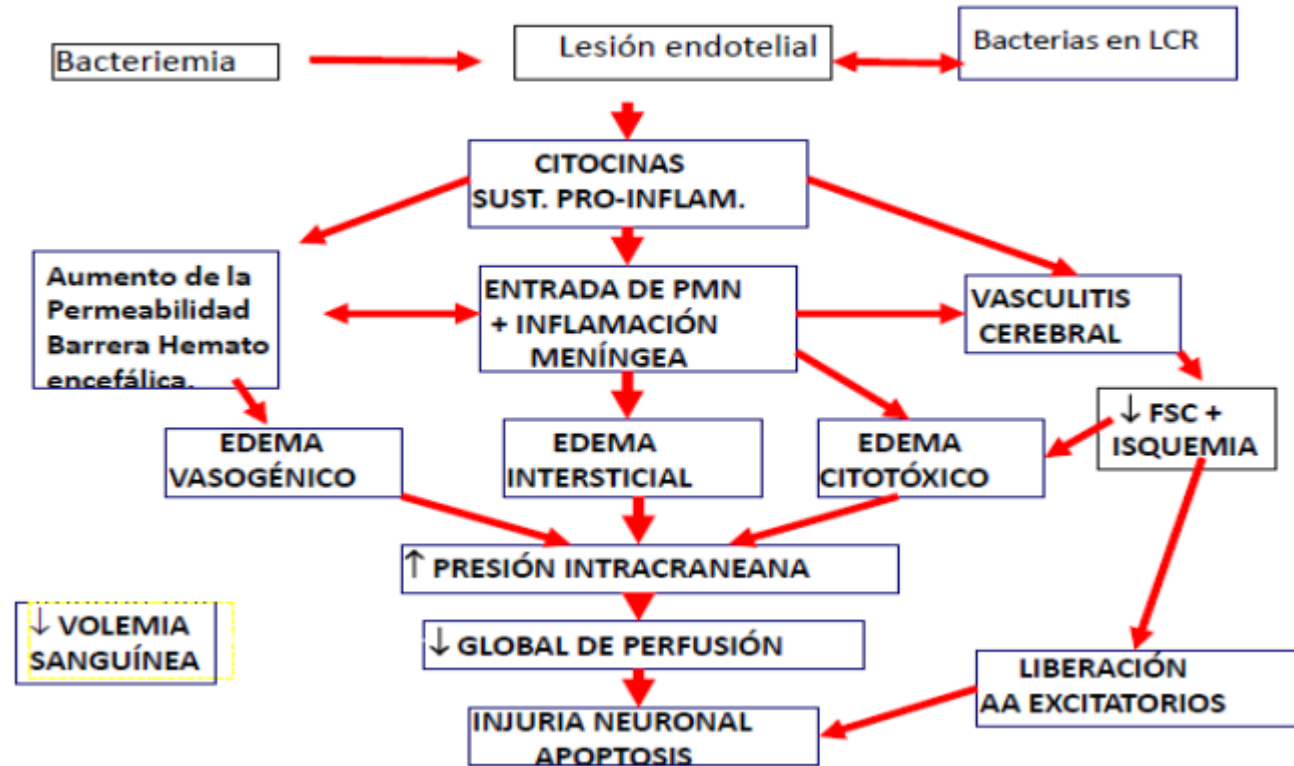 Bacteriemia
Lesión endotelial
Bacterias en LCR
CITOCINAS
SUST. PRO-INFLAM.
Aumento de la
Permeabilidad
Barrera Hemato
encefálica.
ENTRADA DE PMN
+ INFLAMACIÓN
MENÍNGEA
VASCULITIS
CEREBRAL
↓ FSC +
ISQUEMIA
EDEMA
VASOGÉNICO
EDEMA
INTERSTICIAL
EDEMA
CITOTÓXICO
↑ PRESIÓN INTRACRANEANA
↓ VOLEMIA
SANGUÍNEA
↓ GLOBAL DE PERFUSIÓN
LIBERACIÓN
AA EXCITATORIOS
INJURIA NEURONAL
APOPTOSIS